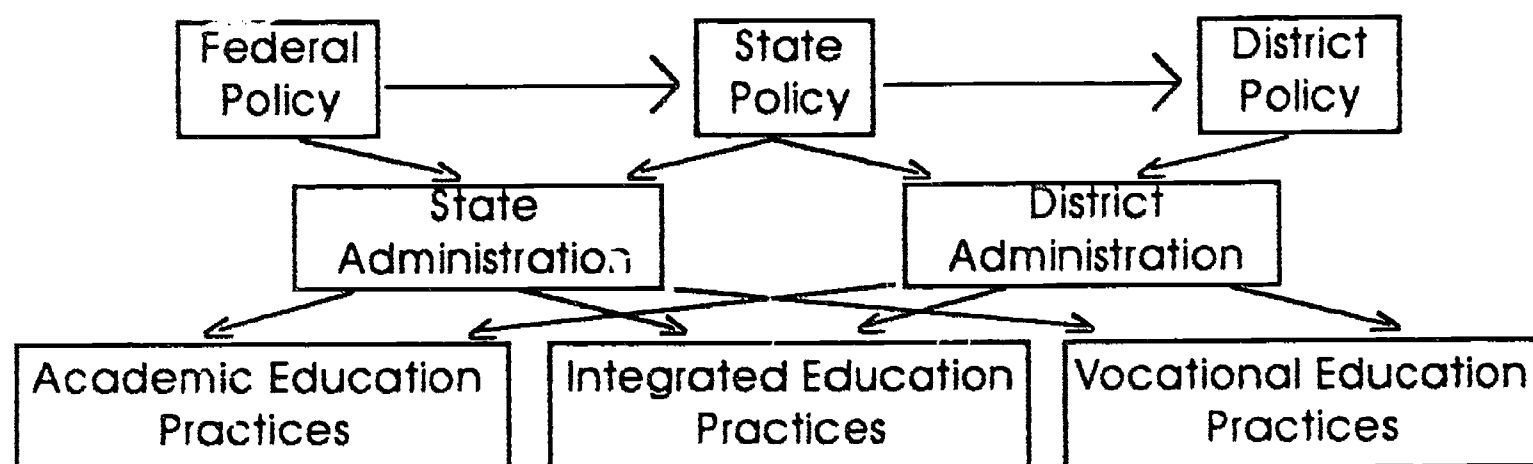 Federal
Policy
State
Policy
District
Policy
State
Administration
District
Administration
Academic Education
Practices
Integrated Education
Practices
Vocational Education
Practices